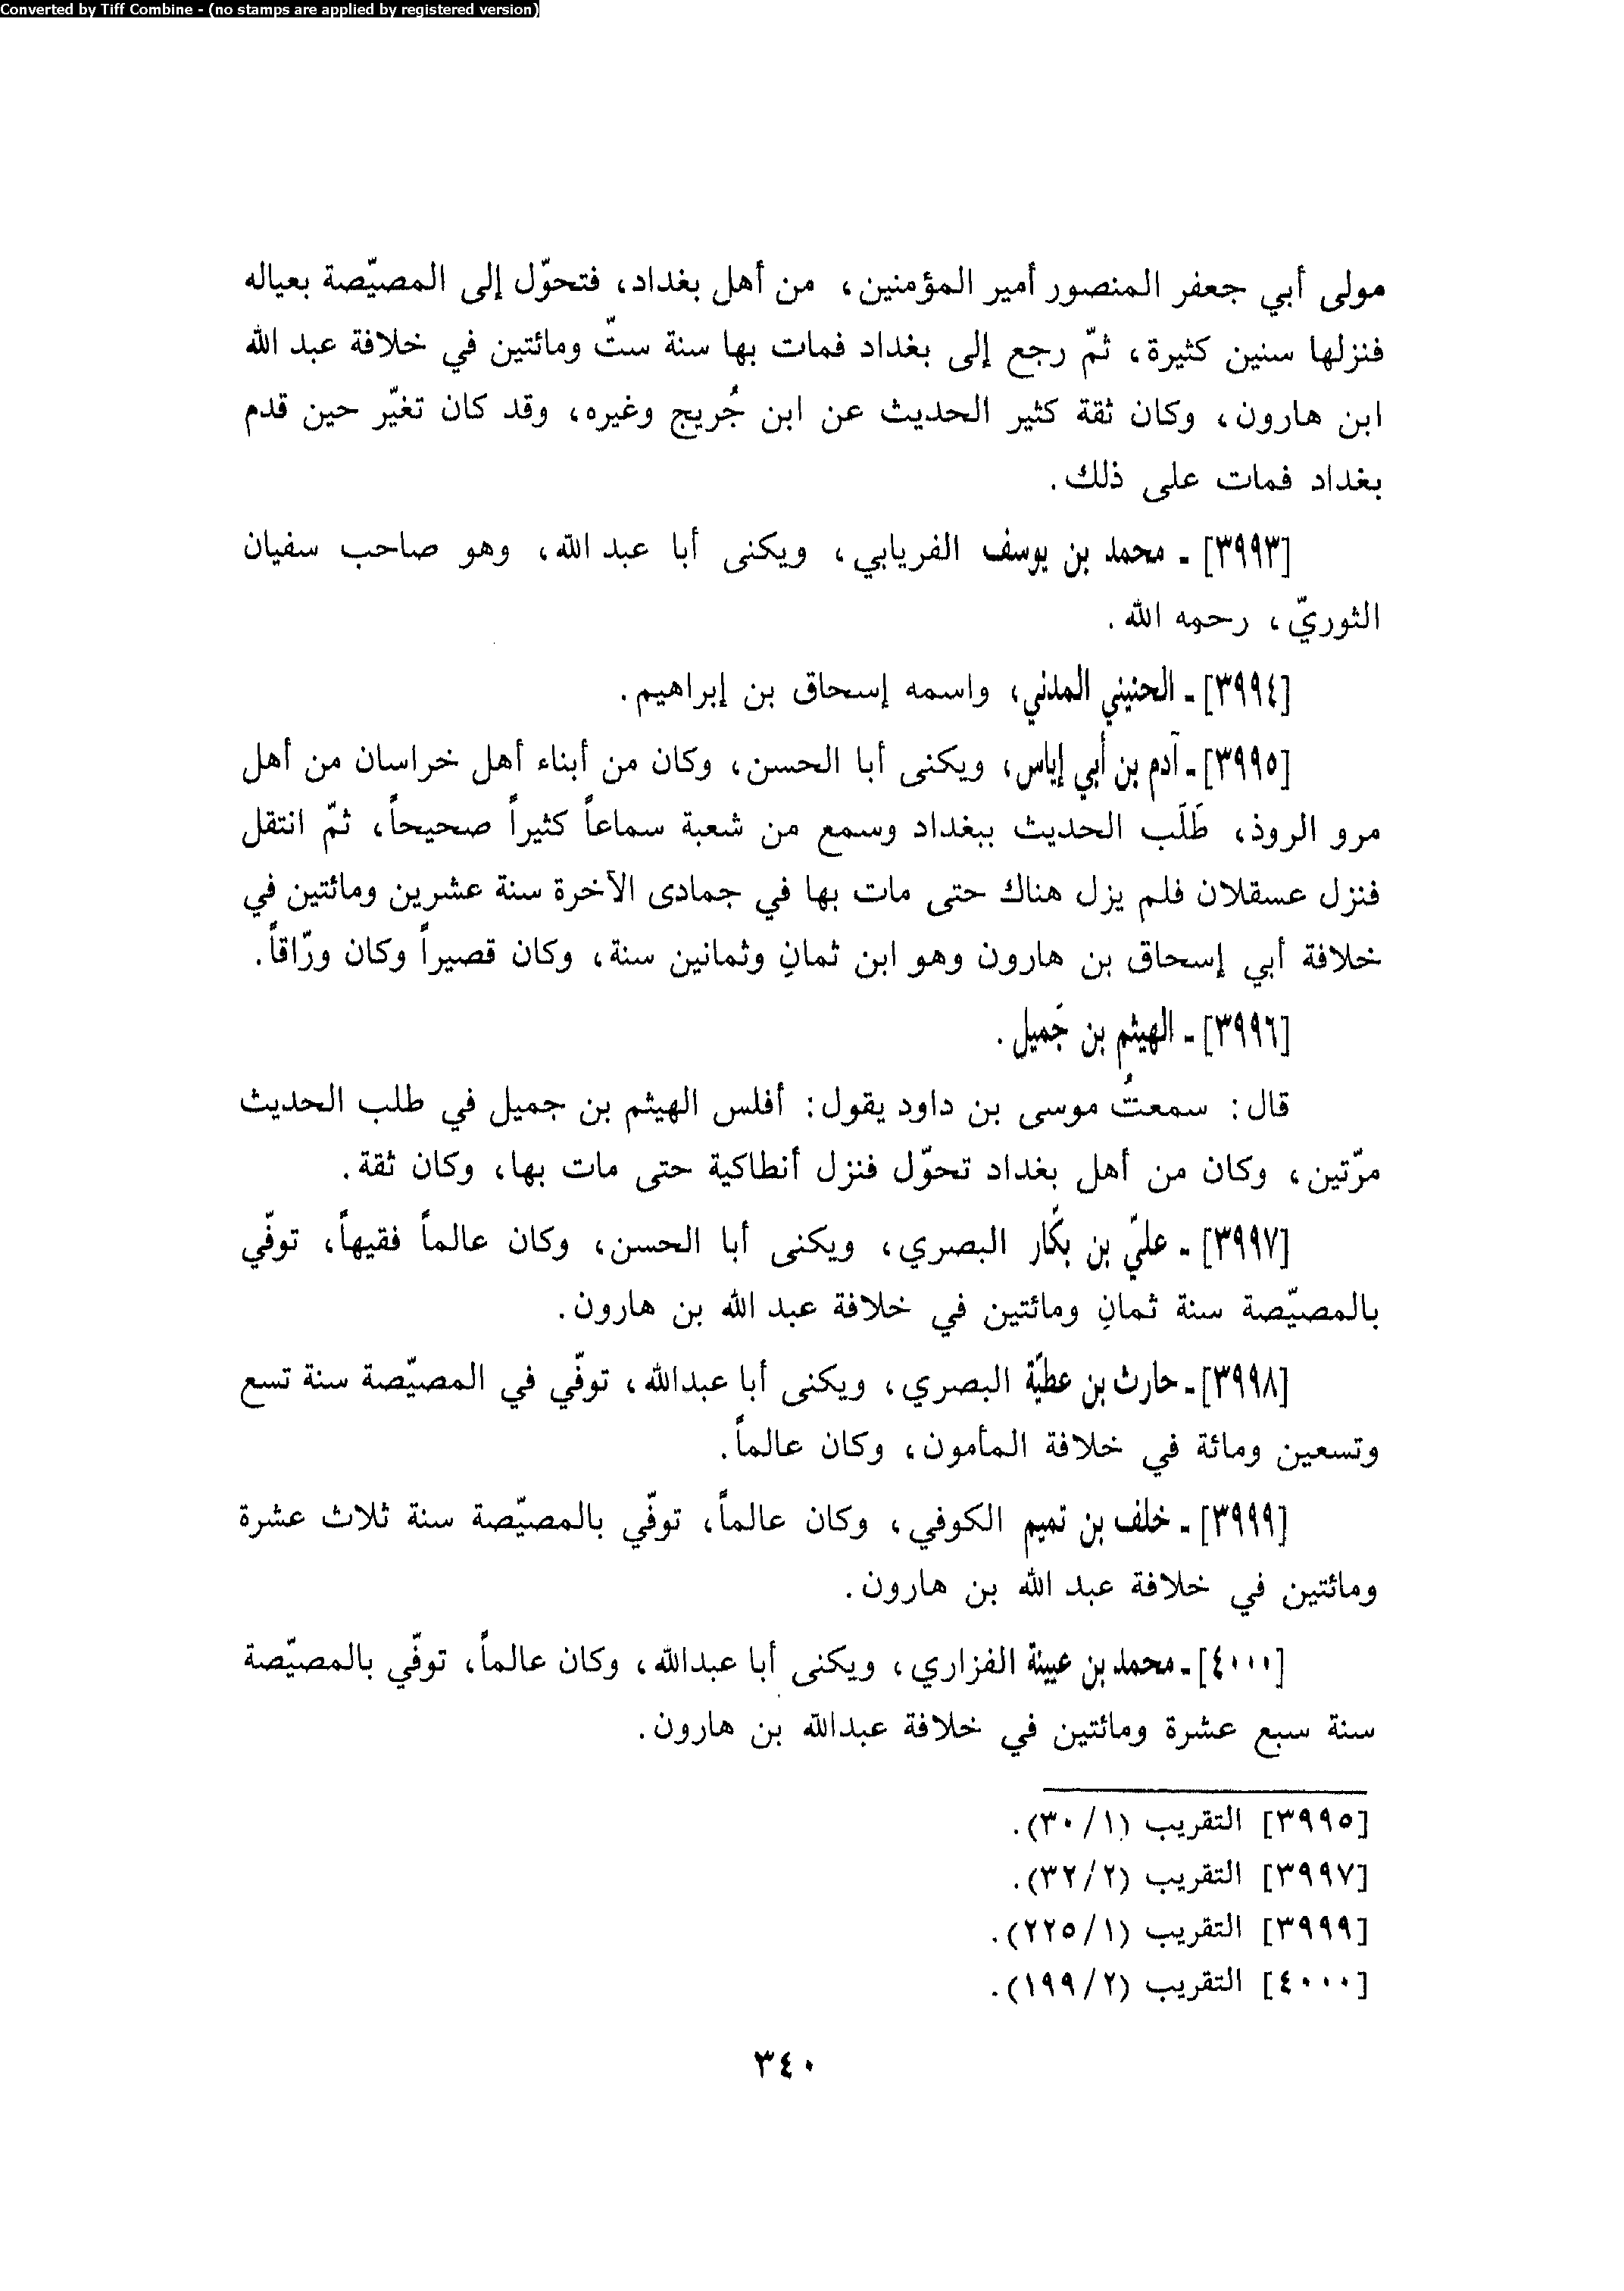 Converted by Tiff Combine - (no stamps are applied by registered version)
مولى أبي جعفر المنصور أمير المؤمنين، من أهل بغداد، فتحوّل إلى المصيّصة بعياله
فنزلها سنين كثيرة، ثمّ رجع إلى بغداد فمات بها سنة ستّ ومائتين في خلافة عبد الله
ابن هارون، وكان ثقة كثير الحديث عن ابن جُريج وغيره، وقد كان تغيّر حين قدم
بغداد فمات على ذلك.
[٣٩٩٣] ـ محمد بن يوسف الفريابي، ويكنى أبا عبد الله، وهو صاحب سفيان
الثوريّ، رحمه الله.
[٣٩٩٤] ـ الحنيني المدني، واسمه إسحاق بن إبراهيم.
[٣٩٩٥] ـ آدم بن أبي إياس، ويكنى أبا الحسن، وكان من أبناء أهل خراسان من أهل
مرو الروذ، طَلَب الحديث ببغداد وسمع من شعبة سماعاً كثيراً صحيحاً، ثمّ انتقل
فنزل عسقلان فلم يزل هناك حتى مات بها في جمادى الآخرة سنة عشرين ومائتين في
خلافة أبي إسحاق بن هارون وهو ابن ثمانٍ وثمانين سنة، وكان قصيراً وكان ورّاقاً.
[٣٩٩٦] ـ الهيثم بن جَميل.
قال: سمعتُ موسى بن داود يقول: أفلس الهيثم بن جميل في طلب الحديث
مرّتين، وكان من أهل بغداد تحوّل فنزل أنطاكية حتى مات بها، وكان ثقة.
[٣٩٩٧] ـ عليّ بن بكّار البصري، ويكنى أبا الحسن، وكان عالماً فقيهاً، توفّي
بالمصيّصة سنة ثمانٍ ومائتين في خلافة عبد الله بن هارون.
[٣٩٩٨] ـ حارث بن عطيّة البصري، ويكنى أبا عبدالله، توفّي في المصيّصة سنة تسع
وتسعين ومائة في خلافة المأمون، وكان عالماً.
[٣٩٩٩] ـ خلف بن تميم الكوفي، وكان عالماً، توفّي بالمصيّصة سنة ثلاث عشرة
ومائتين في خلافة عبد الله بن هارون.
[٤٠٠٠] ـ محمد بن عيينة الفزاري، ويكنى أبا عبدالله، وكان عالماً، توفّي بالمصيّصة
سنة سبع عشرة ومائتين في خلافة عبدالله بن هارون.
[٣٩٩٥] التقريب (٣٠/١).
[٣٩٩٧] التقريب (٣٢/٢).
[٣٩٩٩] التقريب (٢٢٥/١).
[٤٠٠٠] التقريب (١٩٩/٢).
٣٤٠